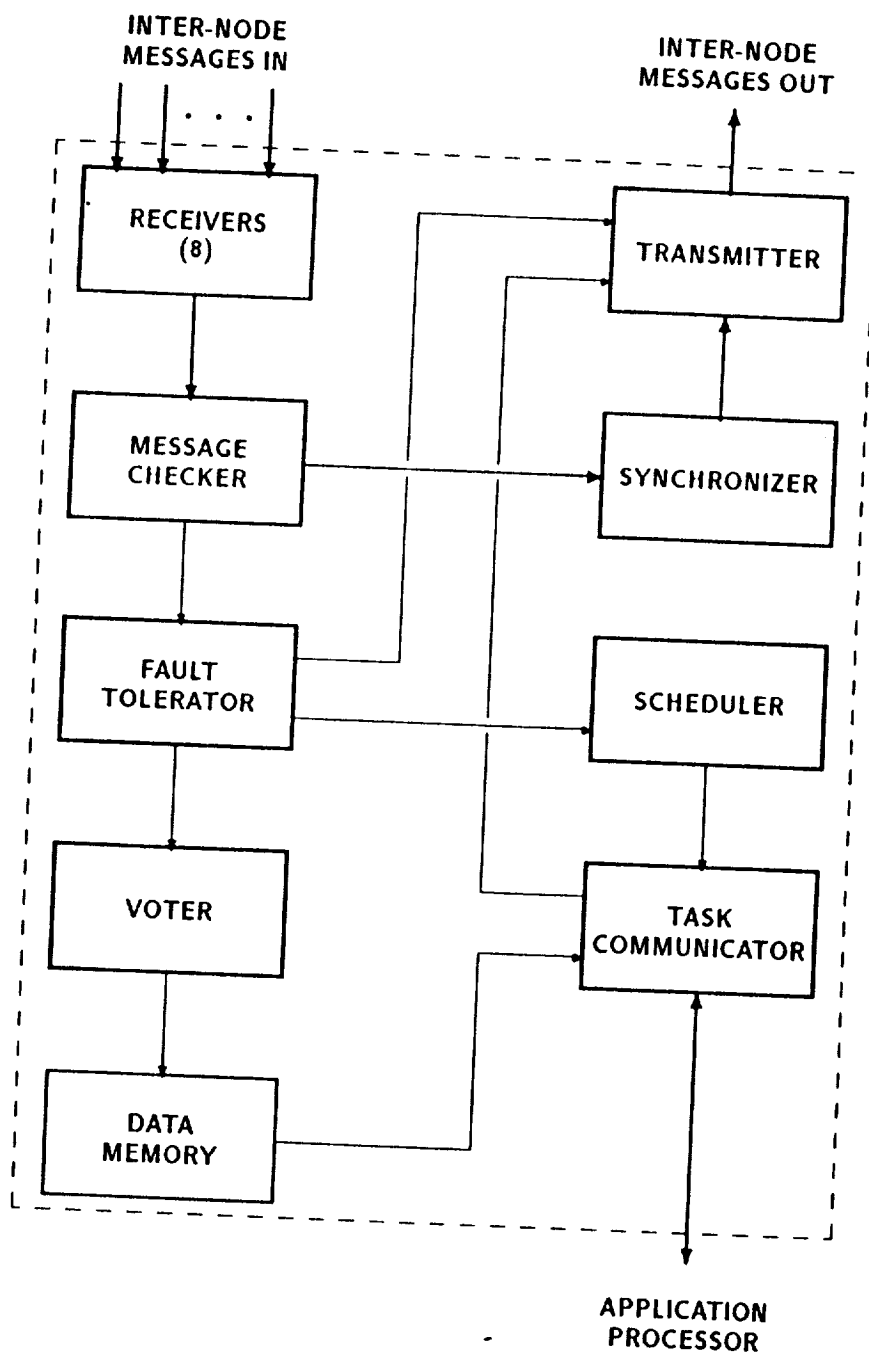 INTER-NODE
MESSAGES IN
INTER-NODE
MESSAGES OUT
RECEIVERS
(8)
TRANSMITTER
MESSAGE
CHECKER
SYNCHRONIZER
FAULT
TOLERATOR
SCHEDULER
VOTER
TASK
COMMUNICATOR
DATA
MEMORY
APPLICATION
PROCESSOR